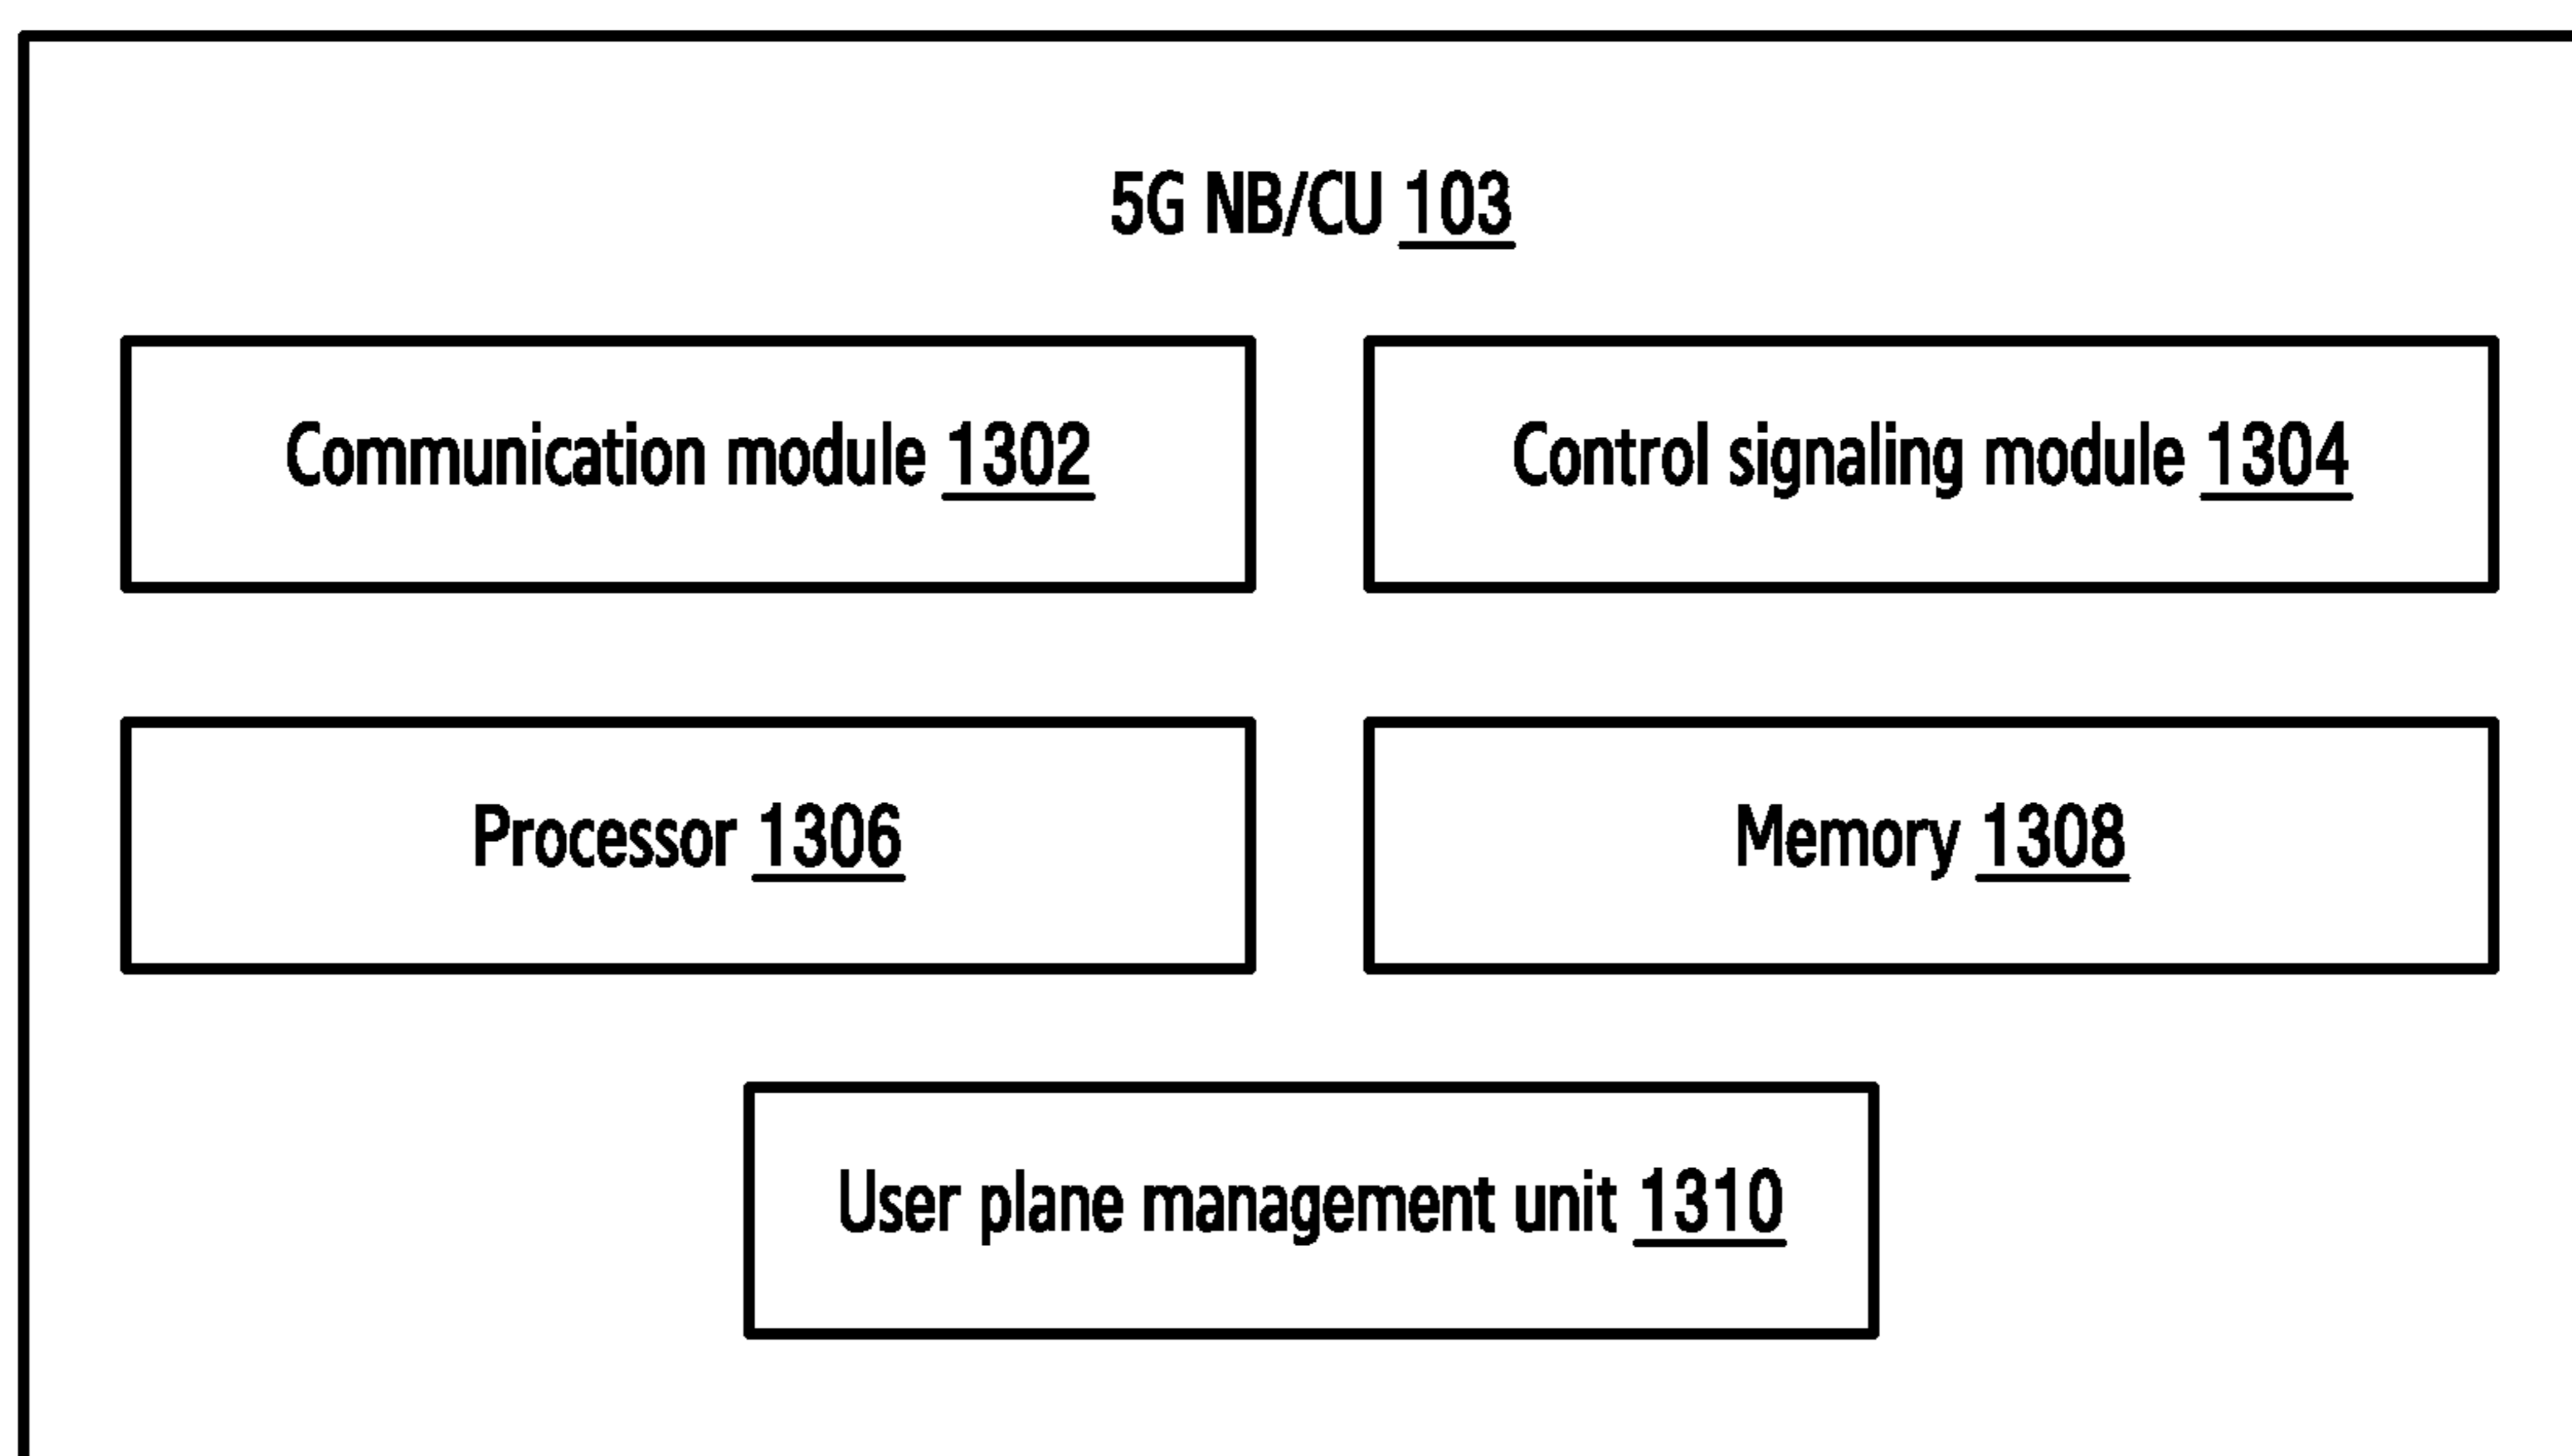 5G NB/CU 103
Communication module 1302
Control signaling module 1304
Processor 1306
Memory 1308
User plane management unit 1310